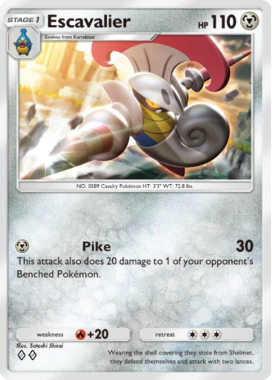 STAGE 1
Escavalier
HP 110
Evolves from Karrablast
NO. 0589 Cavalry Pokémon HT: 3'3" WT: 72.8 lbs.
Pike 30
This attack also does 20 damage to 1 of your opponent's
Benched Pokémon.
weakness +20 retreat
Illus. Satoshi Shirai
Wearing the shell covering they stole from Shelmet,
they defend themselves and attack with two lances.